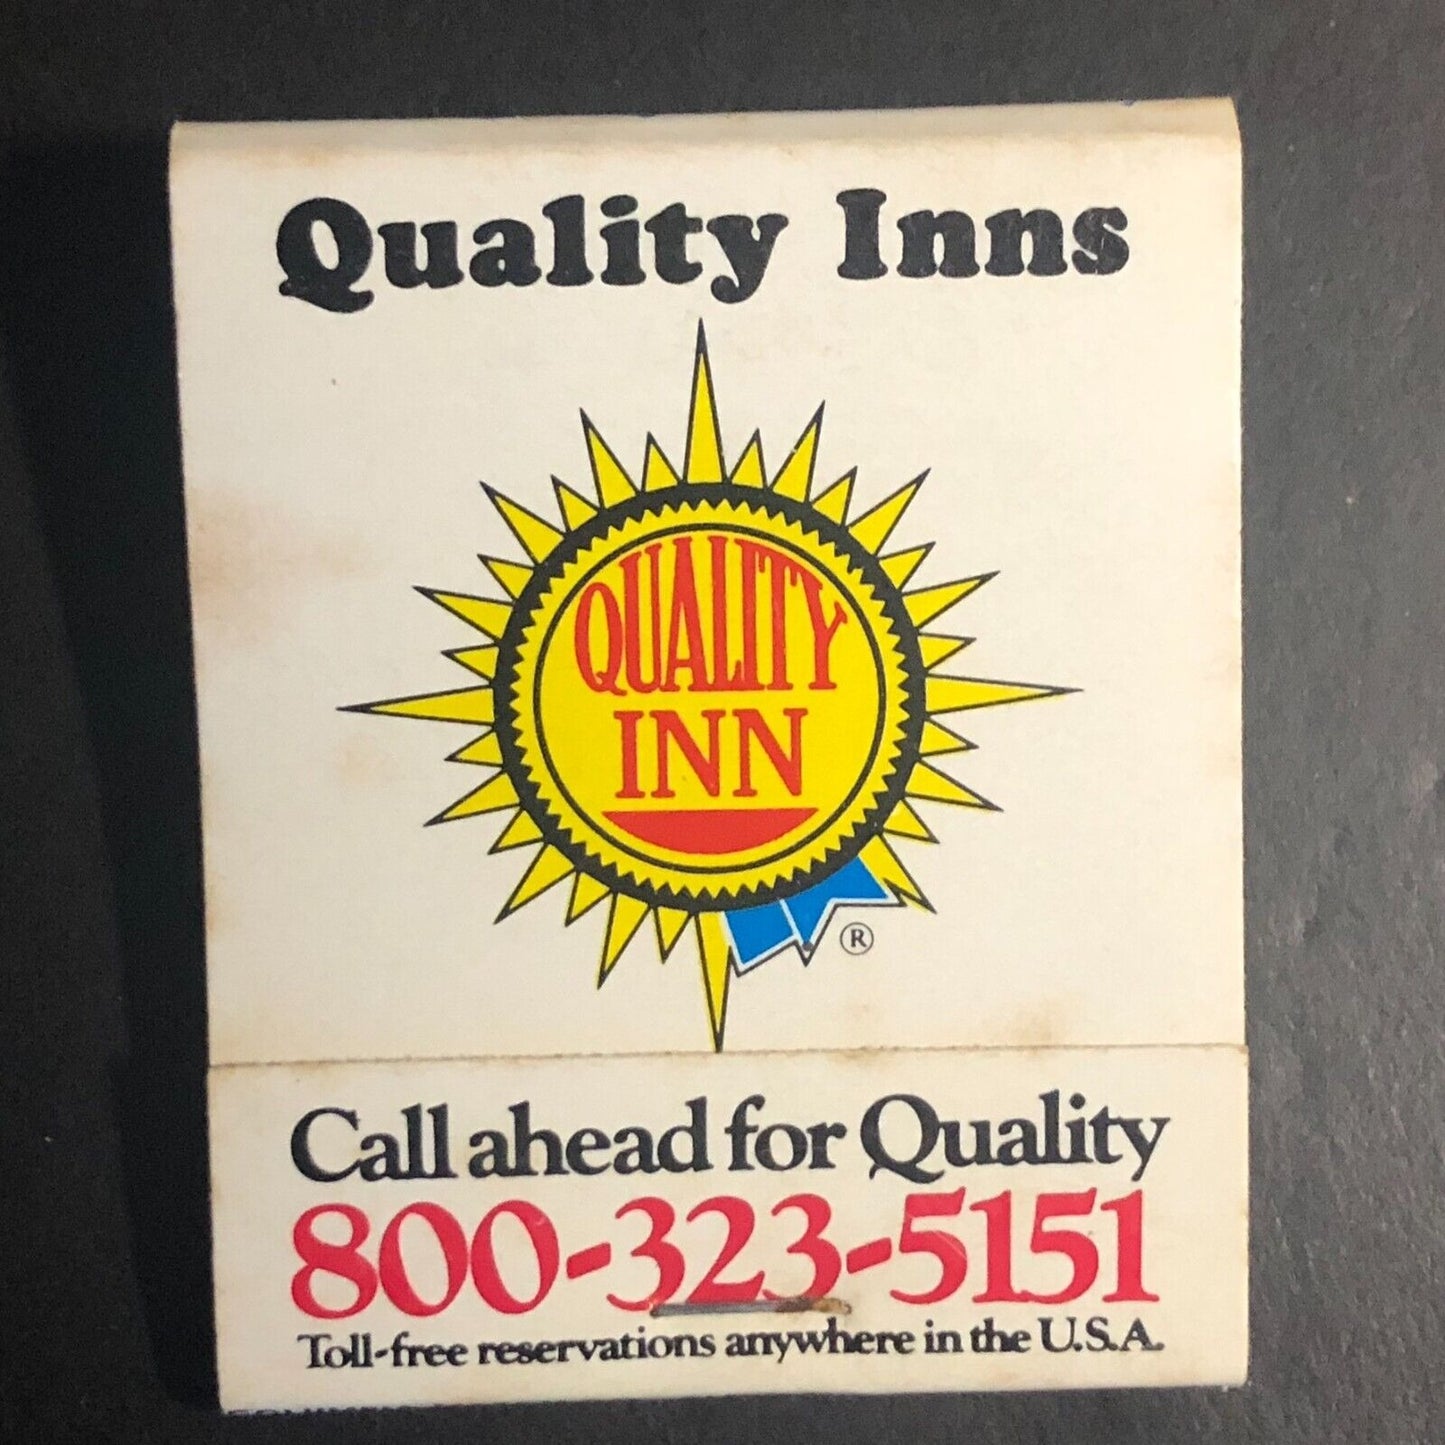 Quality Inns
QUALITY
INN
®
Call ahead for Quality
800-323-5151
Toll-free reservations anywhere in the U.S.A.